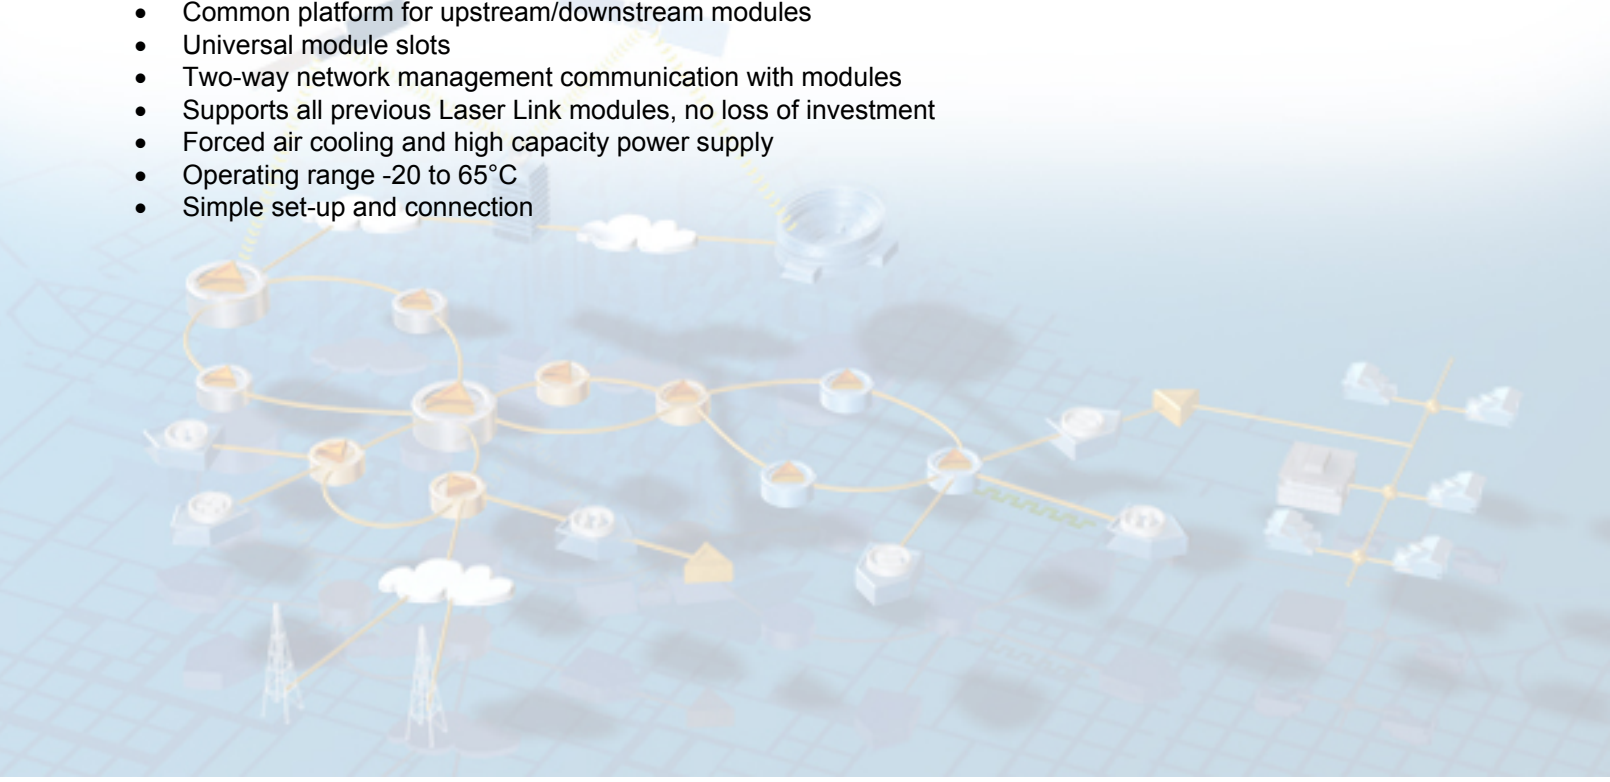 • Common platform for upstream/downstream modules
• Universal module slots
• Two-way network management communication with modules
• Supports all previous Laser Link modules, no loss of investment
• Forced air cooling and high capacity power supply
• Operating range -20 to 65°C
• Simple set-up and connection